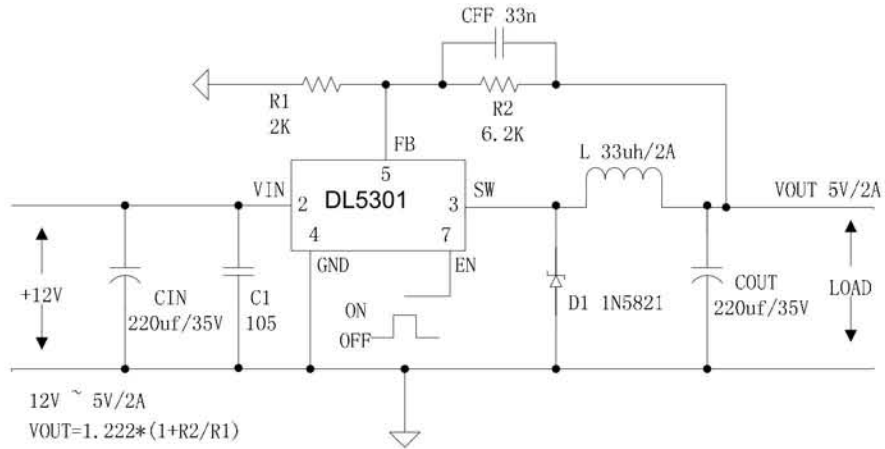 CFF 33n
R1
2K
R2
6.2K
FB
5
L 33uh/2A
VIN
DL5301
SW
VOUT 5V/2A
2
3
4
7
GND
EN
+12V
CIN
220uf/35V
C1
105
ON
OFF
D1 1N5821
COUT
220uf/35V
LOAD
12V ~ 5V/2A
VOUT=1.222*(1+R2/R1)